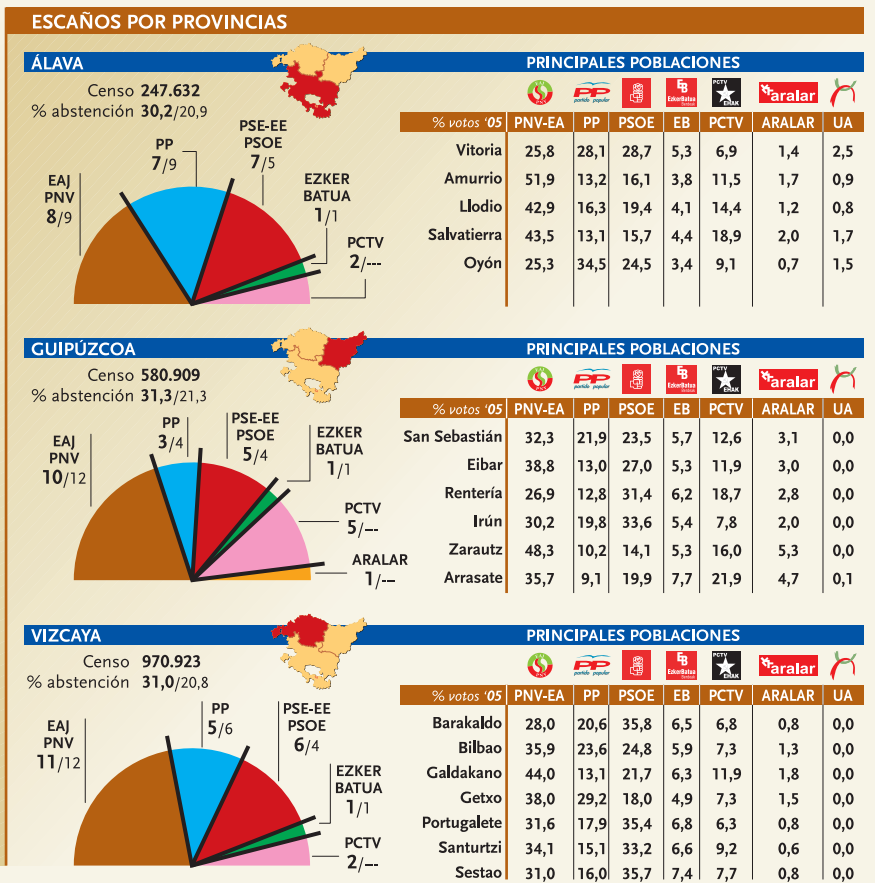 ESCAÑOS POR PROVINCIAS
ÁLAVA
Censo 247.632
% abstención 30,2/20,9
EAJ
PNV
8/9
PP
7/9
PSE-EE
PSOE
7/5
EZKER
BATUA
1/1
PCTV
2/---
PRINCIPALES POBLACIONES
PP partido popular EB EzkerBatua Berdeak PCTV EHAK aralar
% votos '05 PNV-EA PP PSOE EB PCTV ARALAR UA
Vitoria 25,8 28,1 28,7 5,3 6,9 1,4 2,5
Amurrio 51,9 13,2 16,1 3,8 11,5 1,7 0,9
Llodio 42,9 16,3 19,4 4,1 14,4 1,2 0,8
Salvatierra 43,5 13,1 15,7 4,4 18,9 2,0 1,7
Oyón 25,3 34,5 24,5 3,4 9,1 0,7 1,5
GUIPÚZCOA
Censo 580.909
% abstención 31,3/21,3
EAJ
PNV
10/12
PP
3/4
PSE-EE
PSOE
5/4
EZKER
BATUA
1/1
PCTV
5/---
ARALAR
1/---
PRINCIPALES POBLACIONES
PP partido popular EB EzkerBatua Berdeak PCTV EHAK aralar
% votos '05 PNV-EA PP PSOE EB PCTV ARALAR UA
San Sebastián 32,3 21,9 23,5 5,7 12,6 3,1 0,0
Eibar 38,8 13,0 27,0 5,3 11,9 3,0 0,0
Rentería 26,9 12,8 31,4 6,2 18,7 2,8 0,0
Irún 30,2 19,8 33,6 5,4 7,8 2,0 0,0
Zarautz 48,3 10,2 14,1 5,3 16,0 5,3 0,0
Arrasate 35,7 9,1 19,9 7,7 21,9 4,7 0,1
VIZCAYA
Censo 970.923
% abstención 31,0/20,8
EAJ
PNV
11/12
PP
5/6
PSE-EE
PSOE
6/4
EZKER
BATUA
1/1
PCTV
2/---
PRINCIPALES POBLACIONES
PP partido popular EB EzkerBatua Berdeak PCTV EHAK aralar
% votos '05 PNV-EA PP PSOE EB PCTV ARALAR UA
Barakaldo 28,0 20,6 35,8 6,5 6,8 0,8 0,0
Bilbao 35,9 23,6 24,8 5,9 7,3 1,3 0,0
Galdakano 44,0 13,1 21,7 6,3 11,9 1,8 0,0
Getxo 38,0 29,2 18,0 4,9 7,3 1,5 0,0
Portugalete 31,6 17,9 35,4 6,8 6,3 0,8 0,0
Santurtzi 34,1 15,1 33,2 6,6 9,2 0,6 0,0
Sestao 31,0 16,0 35,7 7,4 7,7 0,8 0,0